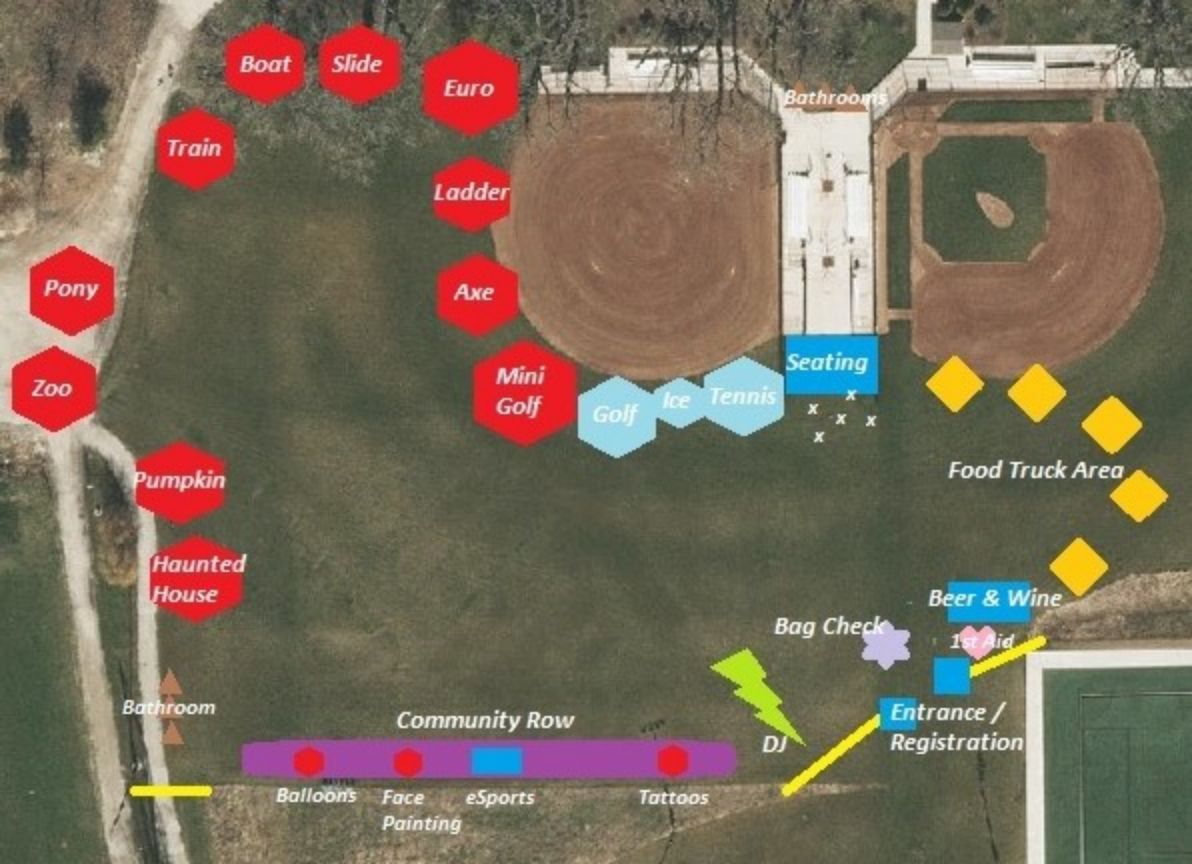 Boat
Slide
Euro
Bathrooms
Train
Ladder
Pony
Axe
Zoo
Mini
Golf
Golf
Ice
Tennis
Seating
x
x
x
x
x
Food Truck Area
Pumpkin
Haunted
House
Beer & Wine
Bag Check
1st Aid
Bathroom
Community Row
DJ
Entrance /
Registration
Balloons
Face
Painting
eSports
Tattoos